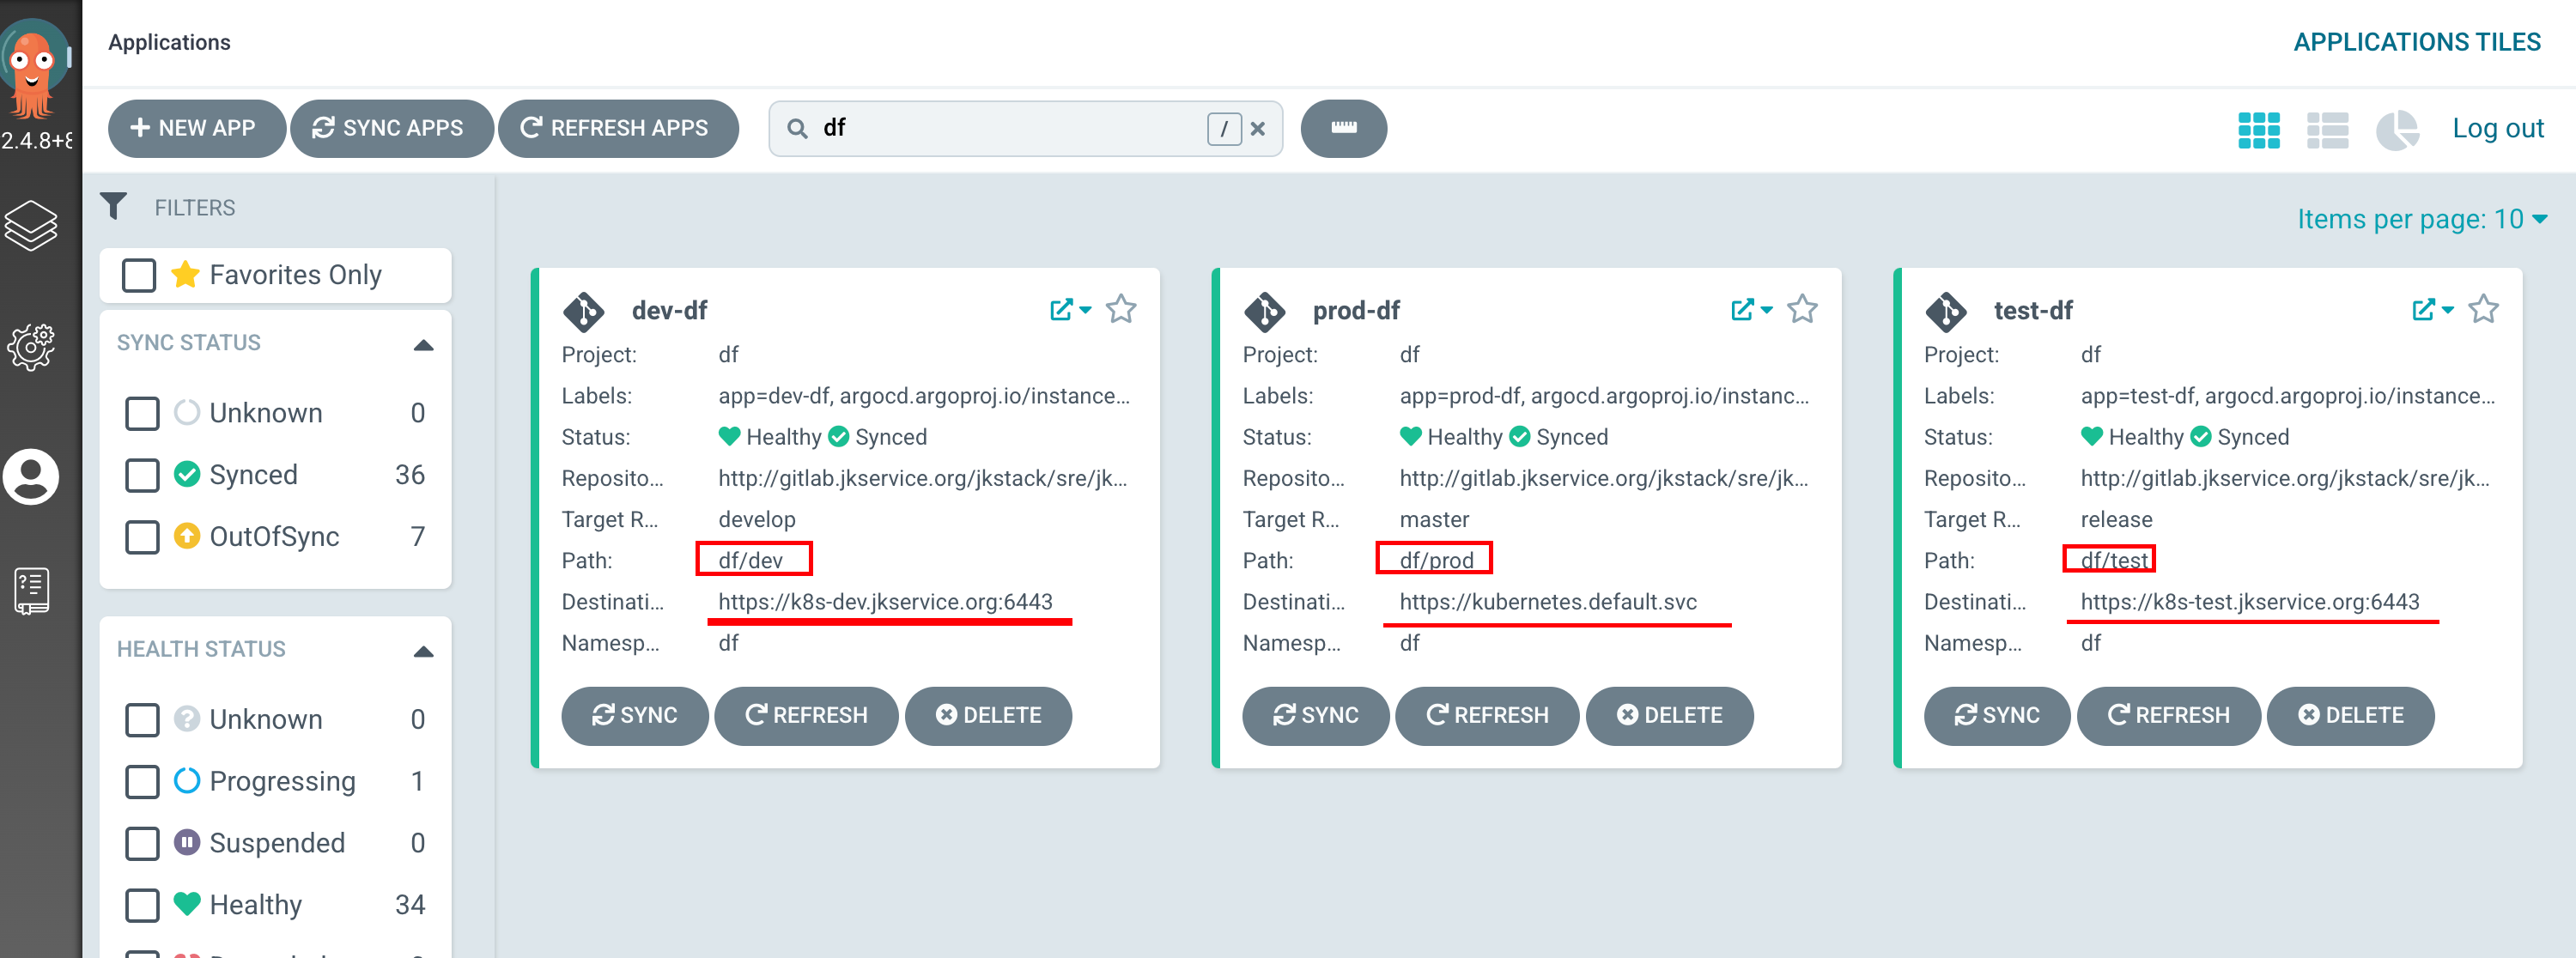 Applications
APPLICATIONS TILES
2.4.8+8
NEW APP
SYNC APPS
REFRESH APPS
df
/
Log out
FILTERS
Items per page: 10
Favorites Only
SYNC STATUS
Unknown 0
Synced 36
OutOfSync 7
HEALTH STATUS
Unknown 0
Progressing 1
Suspended 0
Healthy 34
dev-df
Project: df
Labels: app=dev-df, argocd.argoproj.io/instance...
Status: Healthy Synced
Reposito... http://gitlab.jkservice.org/jkstack/sre/jk...
Target R... develop
Path: df/dev
Destinati... https://k8s-dev.jkservice.org:6443
Namesp... df
SYNC REFRESH DELETE
prod-df
Project: df
Labels: app=prod-df, argocd.argoproj.io/instanc...
Status: Healthy Synced
Reposito... http://gitlab.jkservice.org/jkstack/sre/jk...
Target R... master
Path: df/prod
Destinati... https://kubernetes.default.svc
Namesp... df
SYNC REFRESH DELETE
test-df
Project: df
Labels: app=test-df, argocd.argoproj.io/instance...
Status: Healthy Synced
Reposito... http://gitlab.jkservice.org/jkstack/sre/jk...
Target R... release
Path: df/test
Destinati... https://k8s-test.jkservice.org:6443
Namesp... df
SYNC REFRESH DELETE